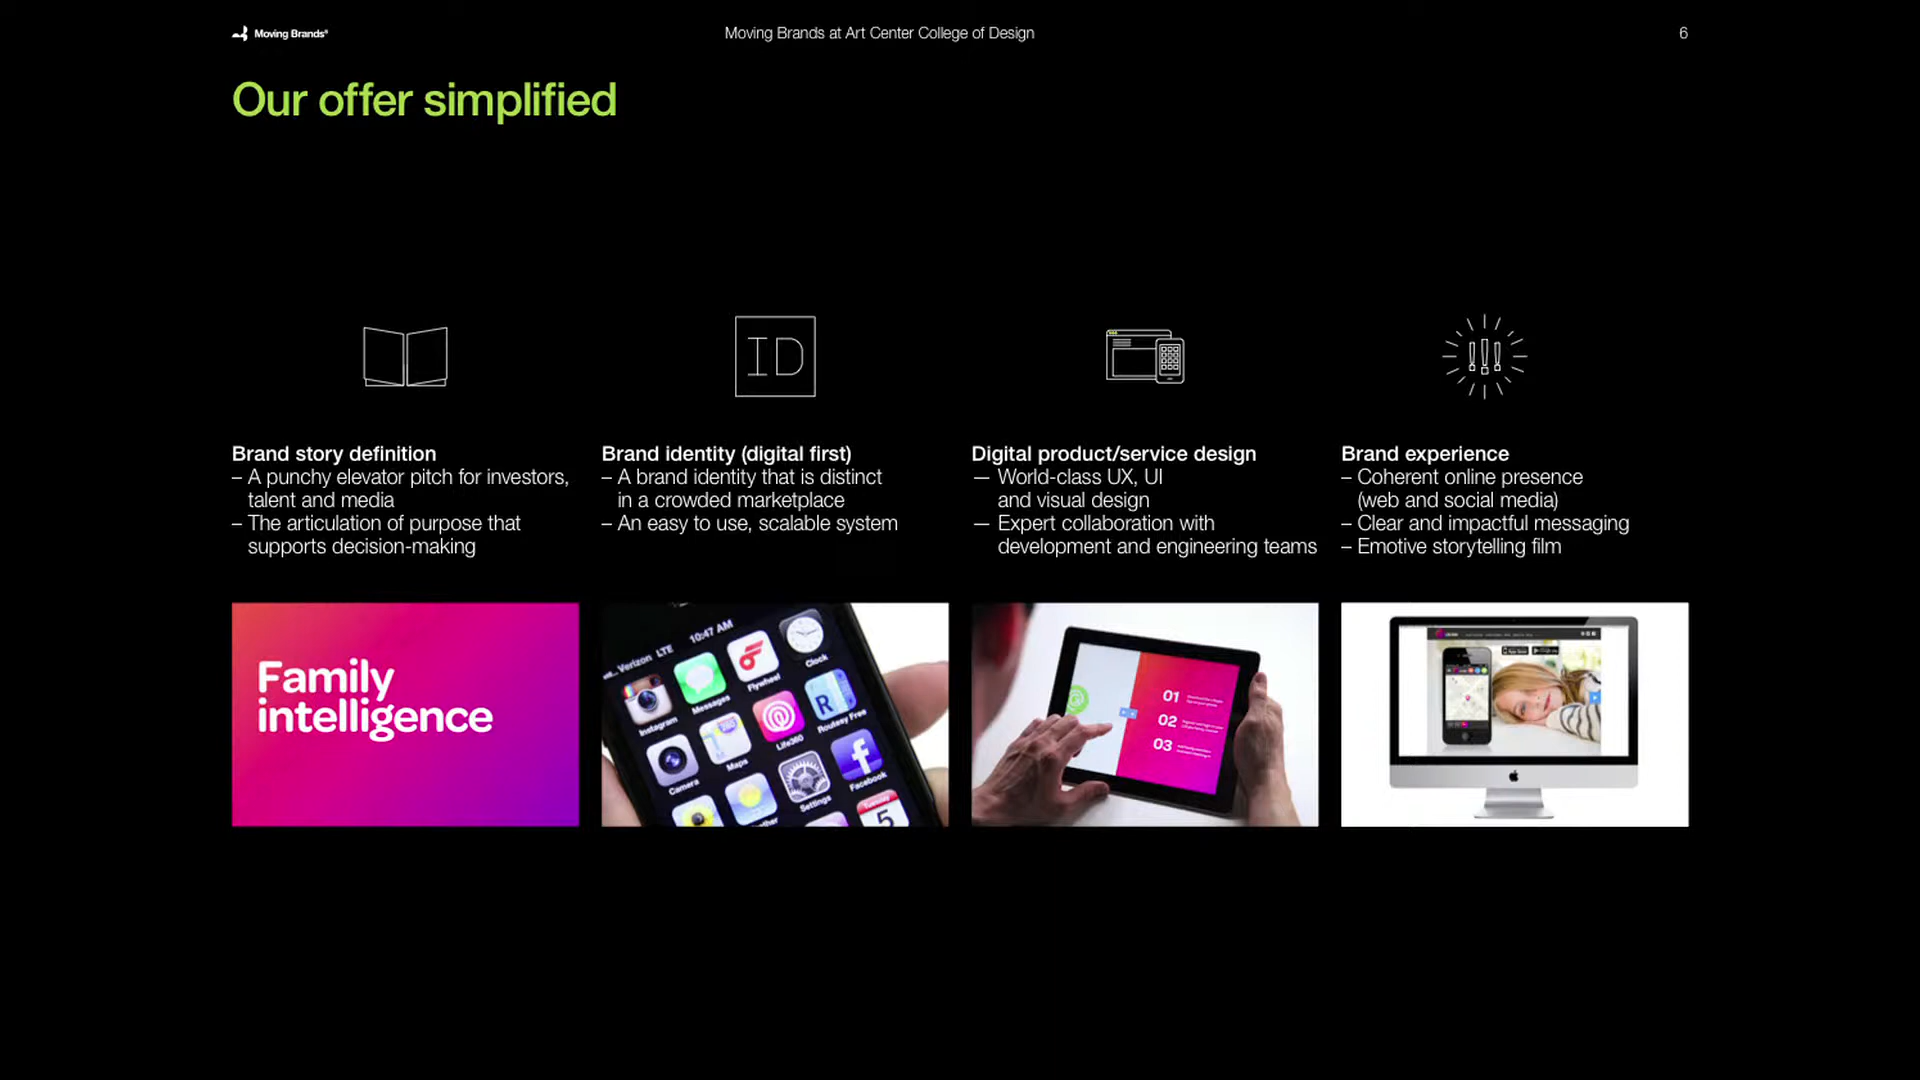 Moving Brands®
Moving Brands at Art Center College of Design
6
Our offer simplified
ID
!!!
Brand story definition
– A punchy elevator pitch for investors,
talent and media
– The articulation of purpose that
supports decision-making
Brand identity (digital first)
– A brand identity that is distinct
in a crowded marketplace
– An easy to use, scalable system
Digital product/service design
— World-class UX, UI
and visual design
— Expert collaboration with
development and engineering teams
Brand experience
– Coherent online presence
(web and social media)
– Clear and impactful messaging
– Emotive storytelling film
Family
intelligence
Verizon LTE
10:47 AM
Instagram
Messages
Flywheel
Clock
Camera
Maps
Life360
R
Routesy Free
Settings
Facebook
Tuesday
5
01
02
03